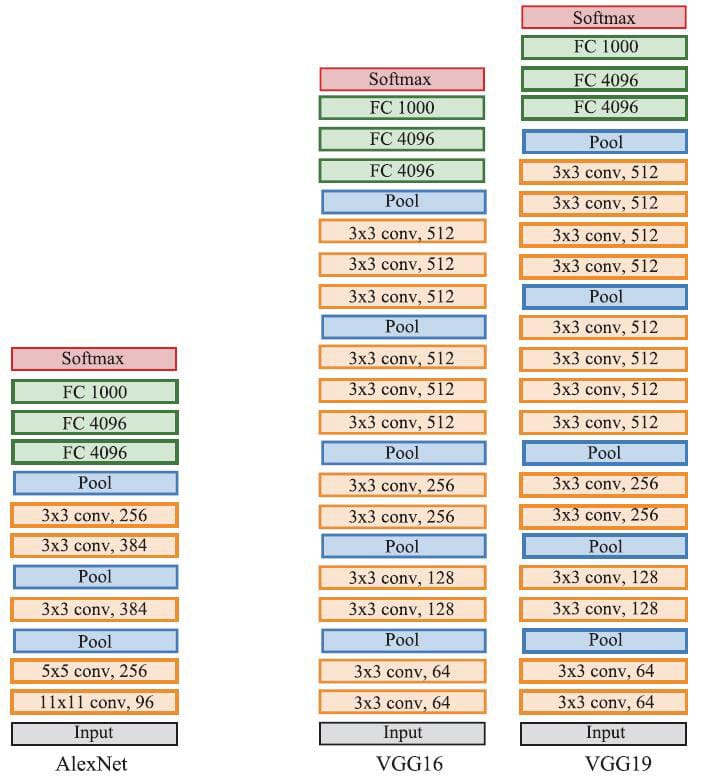 Softmax
FC 1000
FC 4096
FC 4096
Pool
3x3 conv, 256
3x3 conv, 384
Pool
3x3 conv, 384
Pool
5x5 conv, 256
11x11 conv, 96
Input
AlexNet
Softmax
FC 1000
FC 4096
FC 4096
Pool
3x3 conv, 512
3x3 conv, 512
3x3 conv, 512
Pool
3x3 conv, 512
3x3 conv, 512
3x3 conv, 512
Pool
3x3 conv, 256
3x3 conv, 256
Pool
3x3 conv, 128
3x3 conv, 128
Pool
3x3 conv, 64
3x3 conv, 64
Input
VGG16
Softmax
FC 1000
FC 4096
FC 4096
Pool
3x3 conv, 512
3x3 conv, 512
3x3 conv, 512
3x3 conv, 512
Pool
3x3 conv, 512
3x3 conv, 512
3x3 conv, 512
3x3 conv, 512
Pool
3x3 conv, 256
3x3 conv, 256
Pool
3x3 conv, 128
3x3 conv, 128
Pool
3x3 conv, 64
3x3 conv, 64
Input
VGG19